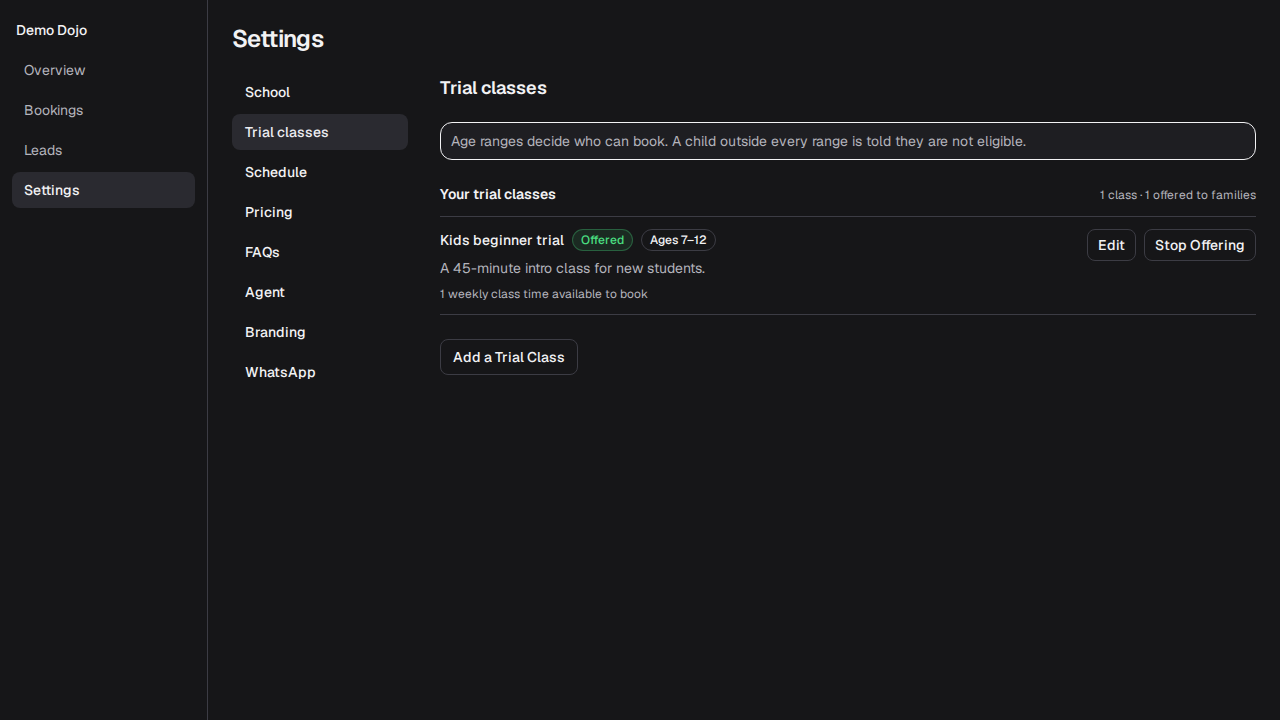 Demo Dojo
Overview
Bookings
Leads
Settings
Settings
School
Trial classes
Schedule
Pricing
FAQs
Agent
Branding
WhatsApp
Trial classes
Age ranges decide who can book. A child outside every range is told they are not eligible.
Your trial classes
1 class · 1 offered to families
Kids beginner trial Offered Ages 7–12
Edit Stop Offering
A 45-minute intro class for new students.
1 weekly class time available to book
Add a Trial Class